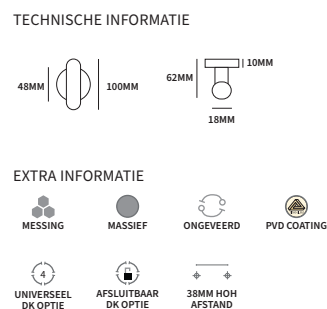 TECHNISCHE INFORMATIE
48MM
100MM
62MM
10MM
18MM
EXTRA INFORMATIE
MESSING
MASSIEF
ONGEVEERD
PVD COATING
4
UNIVERSEEL
DK OPTIE
AFSLUITBAAR
DK OPTIE
38MM HOH
AFSTAND